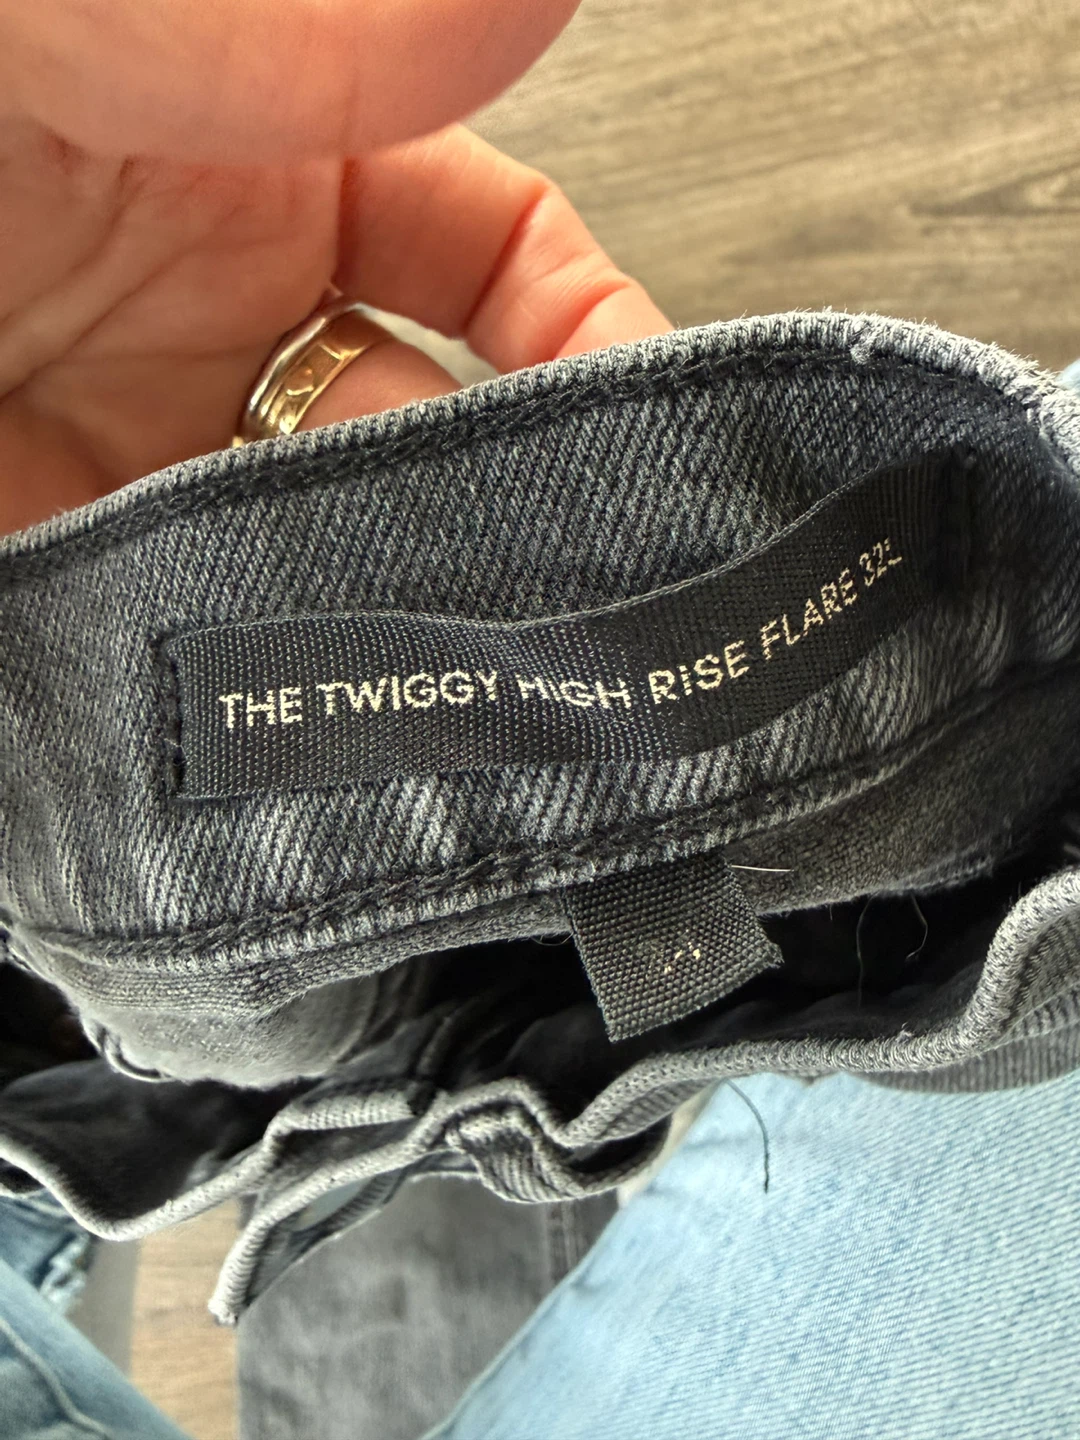 THE TWIGGY HIGH RISE FLARE 32L